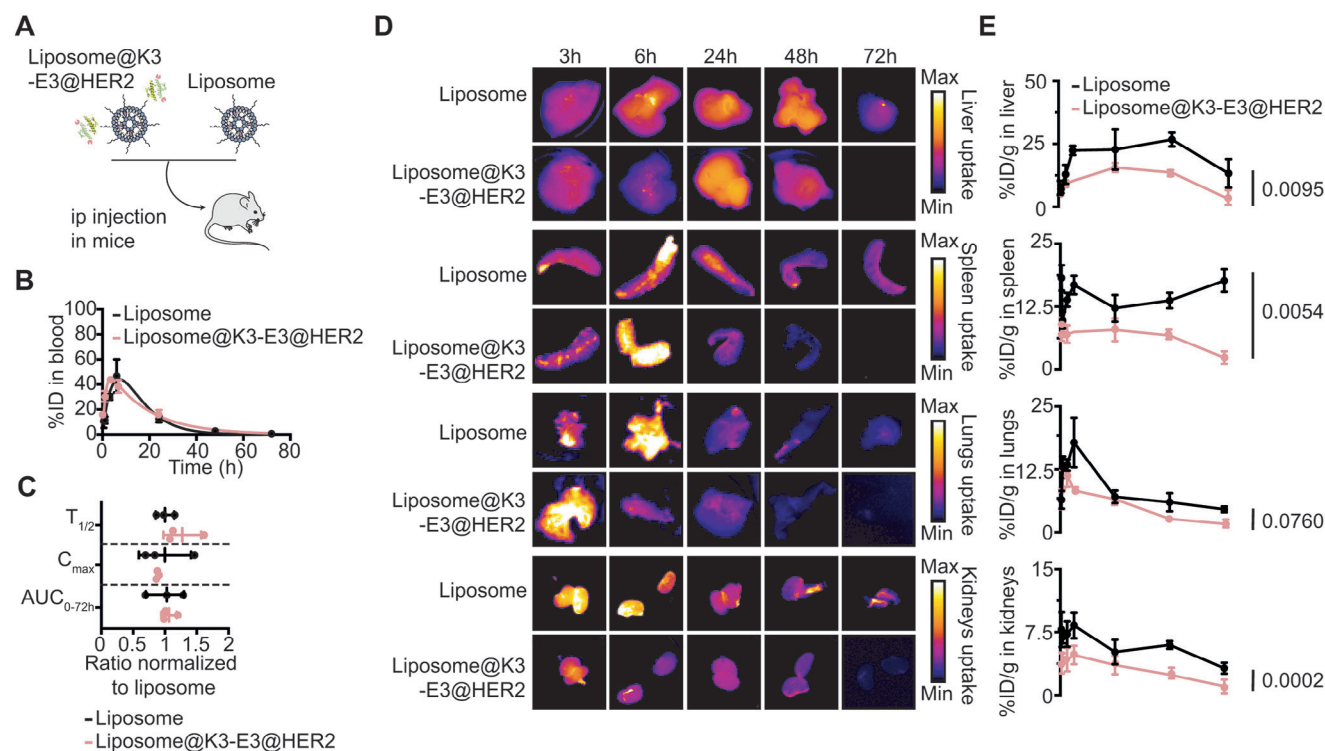 A
Liposome@K3
-E3@HER2
Liposome
ip injection
in mice
B
Liposome
Liposome@K3-E3@HER2
%ID in blood
100
80
60
40
20
0
0
20
40
60
80
Time (h)
C
T1/2
Cmax
AUC0-72h
0
0.5
1
1.5
2
Ratio normalized
to liposome
Liposome
Liposome@K3-E3@HER2
D
3h
6h
24h
48h
72h
Liposome
Liposome@K3
-E3@HER2
Max
Liver uptake
Min
Liposome
Liposome@K3
-E3@HER2
Max
Spleen uptake
Min
Liposome
Liposome@K3
-E3@HER2
Max
Lungs uptake
Min
Liposome
Liposome@K3
-E3@HER2
Max
Kidneys uptake
Min
E
Liposome
Liposome@K3-E3@HER2
%ID/g in liver
50
25
0
0.0095
%ID/g in spleen
25
12.5
0
0.0054
%ID/g in lungs
25
12.5
0
0.0760
%ID/g in kidneys
15
7.5
0
0.0002